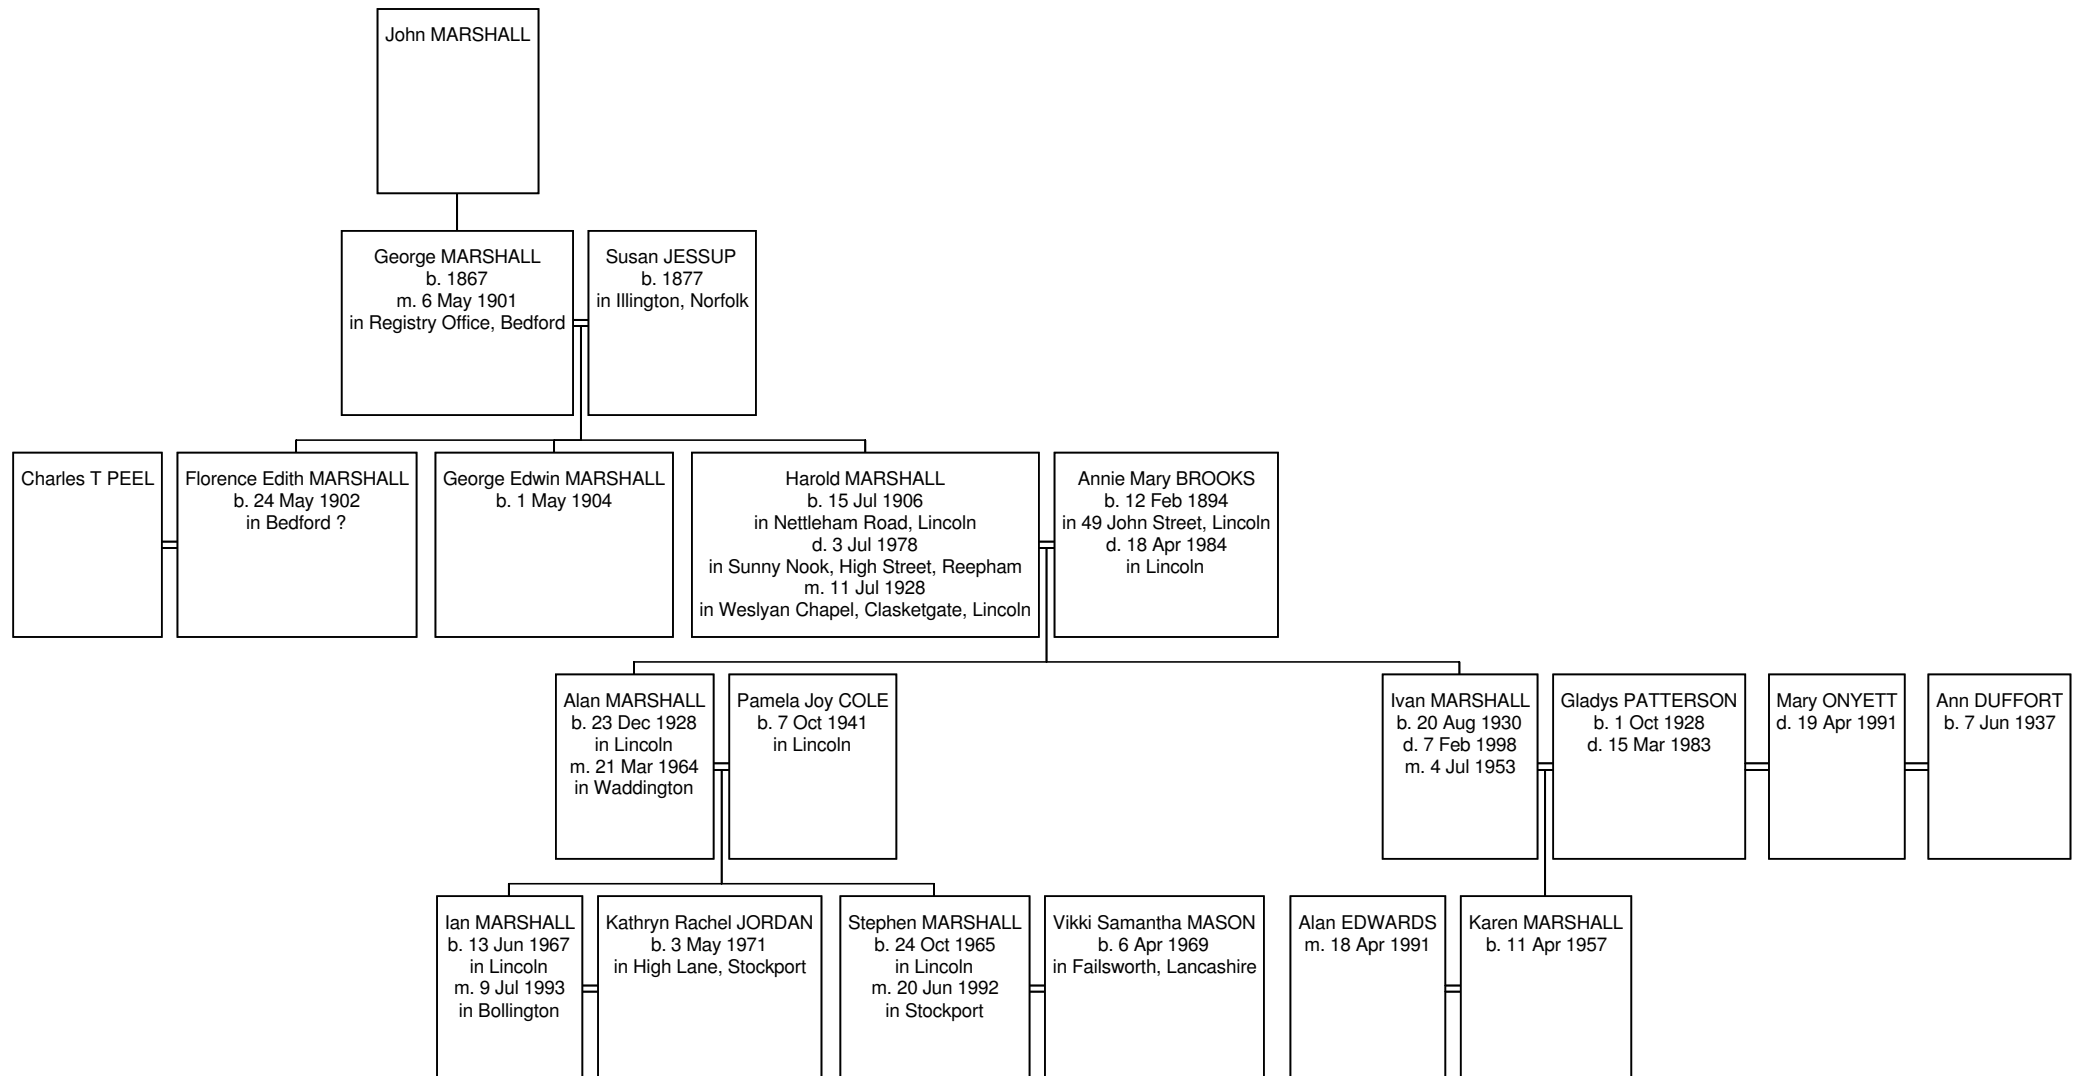 John MARSHALL
George MARSHALL
b. 1867
m. 6 May 1901
in Registry Office, Bedford
Susan JESSUP
b. 1877
in Illington, Norfolk
Charles T PEEL
Florence Edith MARSHALL
b. 24 May 1902
in Bedford ?
George Edwin MARSHALL
b. 1 May 1904
Harold MARSHALL
b. 15 Jul 1906
in Nettleham Road, Lincoln
d. 3 Jul 1978
in Sunny Nook, High Street, Reepham
m. 11 Jul 1928
in Weslyan Chapel, Clasketgate, Lincoln
Annie Mary BROOKS
b. 12 Feb 1894
in 49 John Street, Lincoln
d. 18 Apr 1984
in Lincoln
Alan MARSHALL
b. 23 Dec 1928
in Lincoln
m. 21 Mar 1964
in Waddington
Pamela Joy COLE
b. 7 Oct 1941
in Lincoln
Ivan MARSHALL
b. 20 Aug 1930
d. 7 Feb 1998
m. 4 Jul 1953
Gladys PATTERSON
b. 1 Oct 1928
d. 15 Mar 1983
Mary ONYETT
d. 19 Apr 1991
Ann DUFFORT
b. 7 Jun 1937
Ian MARSHALL
b. 13 Jun 1967
in Lincoln
m. 9 Jul 1993
in Bollington
Kathryn Rachel JORDAN
b. 3 May 1971
in High Lane, Stockport
Stephen MARSHALL
b. 24 Oct 1965
in Lincoln
m. 20 Jun 1992
in Stockport
Vikki Samantha MASON
b. 6 Apr 1969
in Failsworth, Lancashire
Alan EDWARDS
m. 18 Apr 1991
Karen MARSHALL
b. 11 Apr 1957